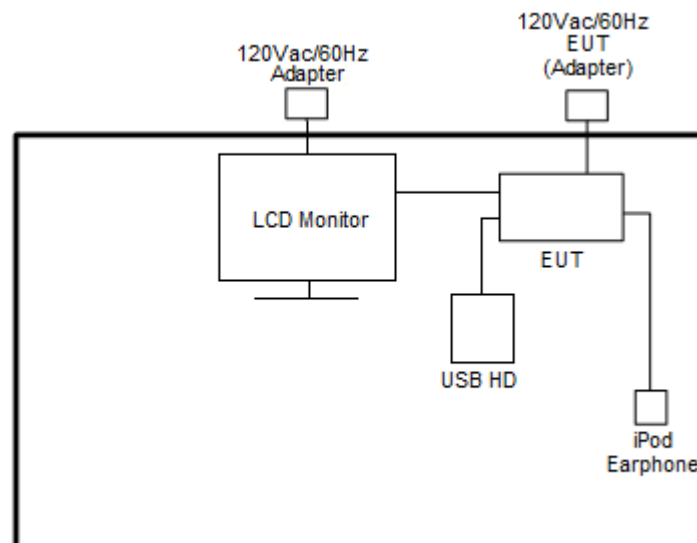 120Vac/60Hz
Adapter
120Vac/60Hz
EUT
(Adapter)
LCD Monitor
EUT
USB HD
iPod
Earphone